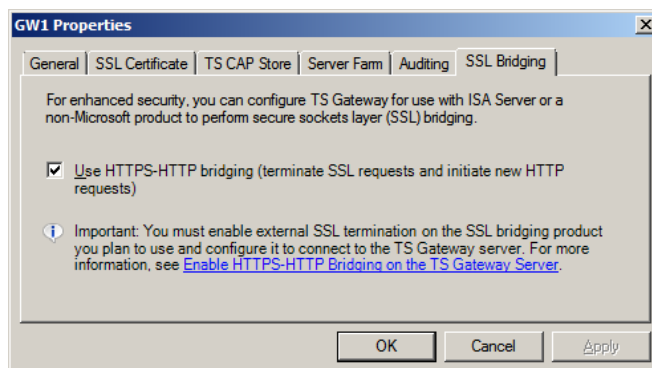 GW1 Properties
General SSL Certificate TS CAP Store Server Farm Auditing SSL Bridging
For enhanced security, you can configure TS Gateway for use with ISA Server or a
non-Microsoft product to perform secure sockets layer (SSL) bridging.
Use HTTPS-HTTP bridging (terminate SSL requests and initiate new HTTP
requests)
Important: You must enable external SSL termination on the SSL bridging product
you plan to use and configure it to connect to the TS Gateway server. For more
information, see Enable HTTPS-HTTP Bridging on the TS Gateway Server.
OK Cancel Apply